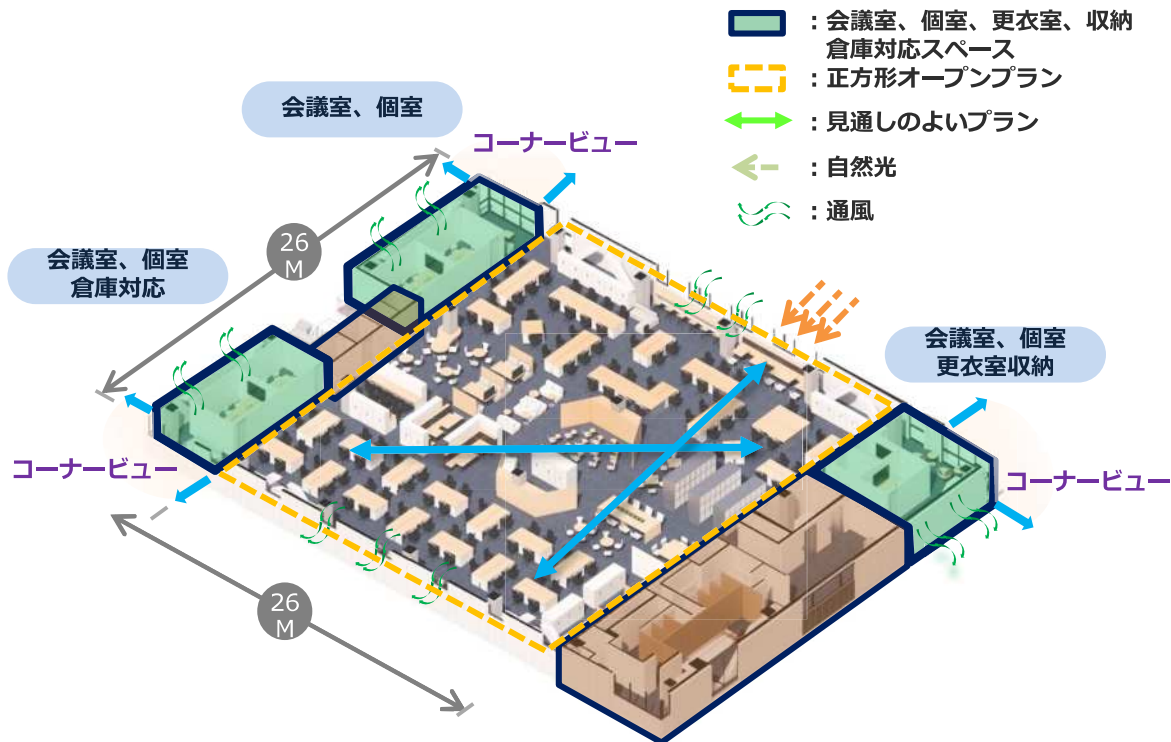 ：会議室、個室、更衣室、収納
倉庫対応スペース
：正方形オープンプラン
：見通しのよいプラン
：自然光
：通風
会議室、個室
コーナービュー
26
M
会議室、個室
倉庫対応
会議室、個室
更衣室収納
コーナービュー
コーナービュー
26
M